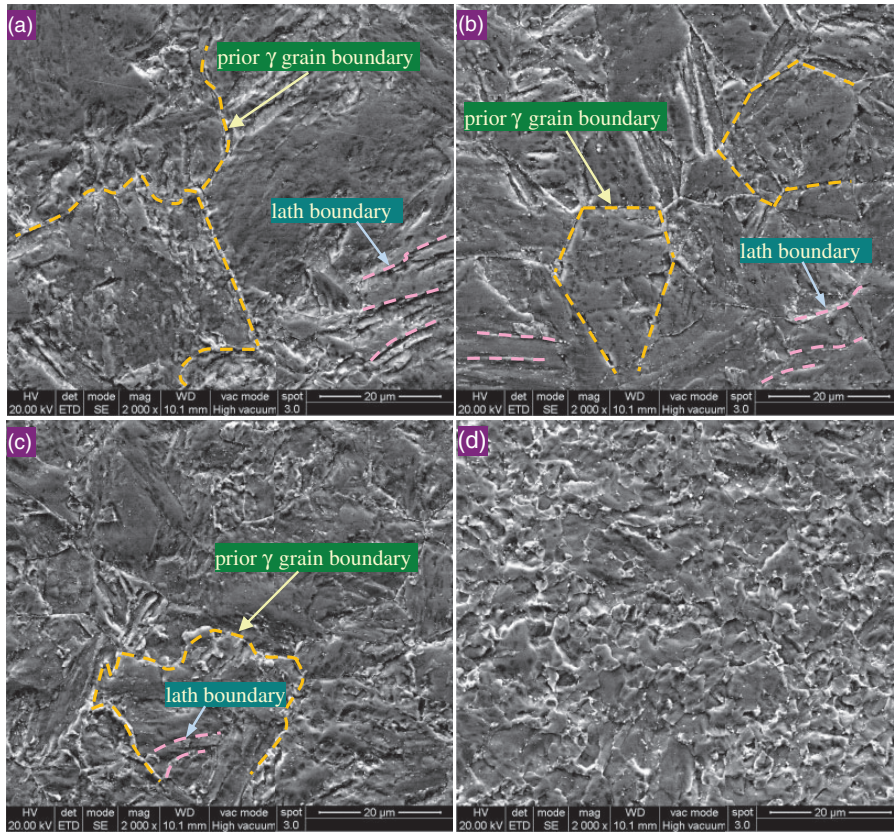 (a)
prior γ grain boundary
lath boundary
HV det mode mag WD vac mode spot 20 µm
20.00 kV ETD SE 2 000 x 10.1 mm High vacuum 3.0
(b)
prior γ grain boundary
lath boundary
HV det mode mag WD vac mode spot 20 µm
20.00 kV ETD SE 2 000 x 10.1 mm High vacuum 3.0
(c)
prior γ grain boundary
lath boundary
HV det mode mag WD vac mode spot 20 µm
20.00 kV ETD SE 2 000 x 10.1 mm High vacuum 3.0
(d)
HV det mode mag WD vac mode spot 20 µm
20.00 kV ETD SE 2 000 x 10.1 mm High vacuum 3.0